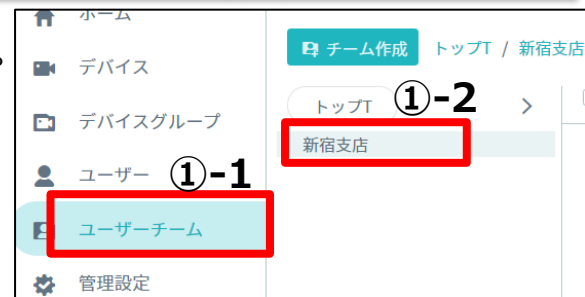 ホーム
デバイス
デバイスグループ
ユーザー ①-1
ユーザーチーム
管理設定
チーム作成 トップT / 新宿支店
トップT ①-2 >
新宿支店